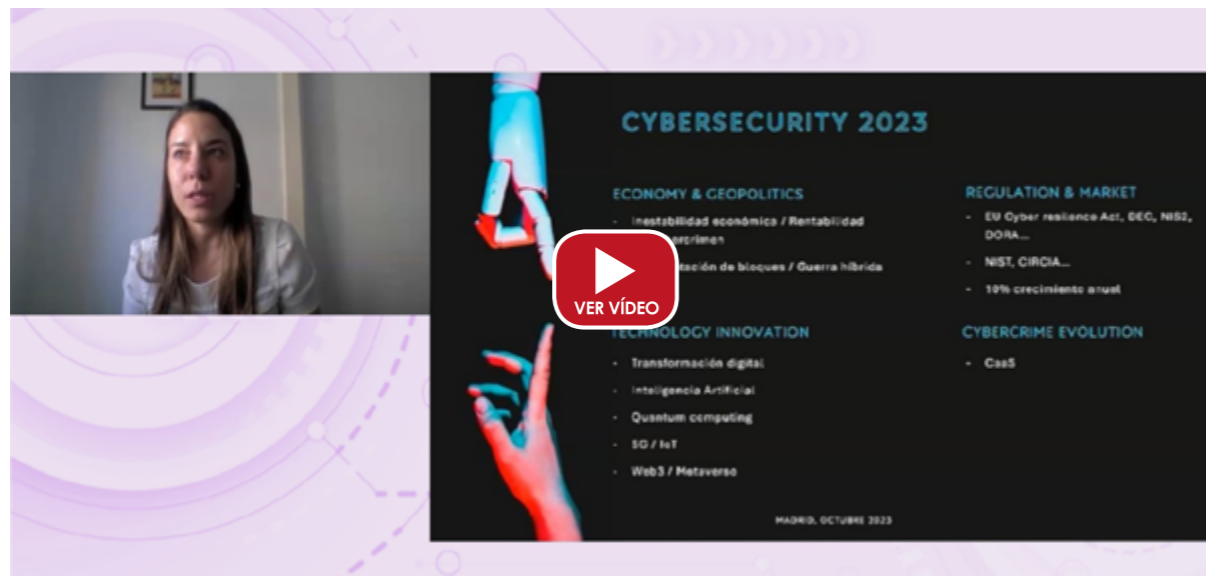 CYBERSECURITY 2023
ECONOMY & GEOPOLITICS
- Inestabilidad económica / Rentabilidad
de bloques / Guerra híbrida
REGULATION & MARKET
- EU Cyber resilience Act, NIS2,
DORA...
- NIST, CIRCIA...
- 10% crecimiento anual
VER VÍDEO
TECHNOLOGY INNOVATION
- Transformación digital
- Inteligencia Artificial
- Quantum computing
- 5G / IoT
- Web3 / Metaverso
CYBERCRIME EVOLUTION
- CaaS
MADRID, OCTUBRE 2023